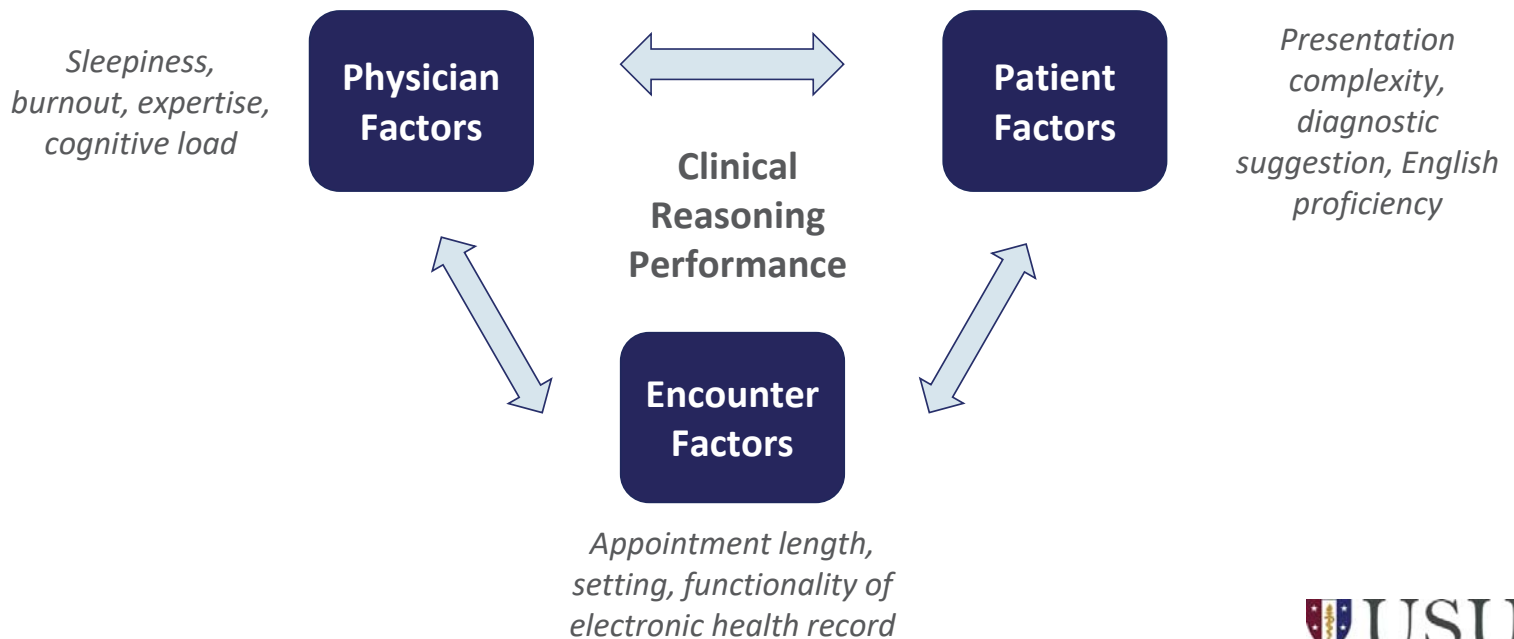 Sleepiness,
burnout, expertise,
cognitive load
Physician
Factors
Patient
Factors
Presentation
complexity,
diagnostic
suggestion, English
proficiency
Clinical
Reasoning
Performance
Encounter
Factors
Appointment length,
setting, functionality of
electronic health record
USU